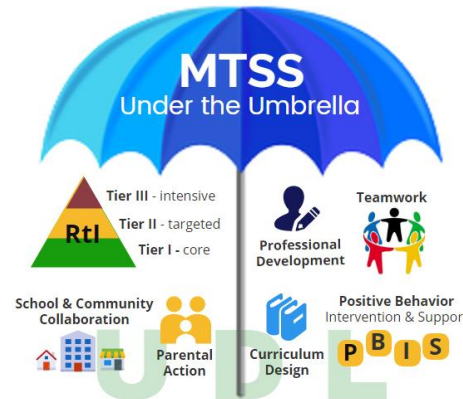 MTSS
Under the Umbrella
Tier III - intensive
Tier II - targeted
Tier I - core
RtI
Professional
Development
Teamwork
School & Community
Collaboration
Parental
Action
Curriculum
Design
Positive Behavior
Intervention & Suppor
PBIS
UDL